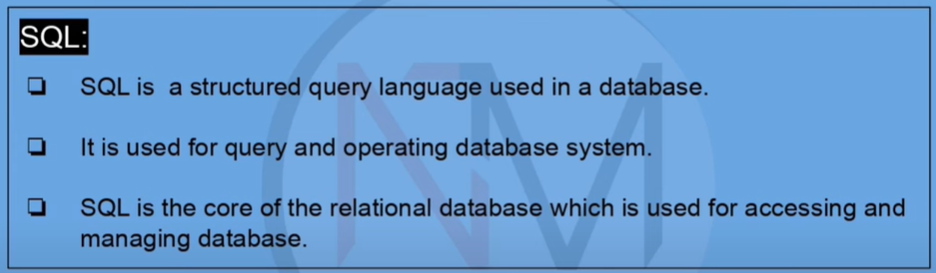 SQL:
❏ SQL is a structured query language used in a database.
❏ It is used for query and operating database system.
❏ SQL is the core of the relational database which is used for accessing and
managing database.
NM